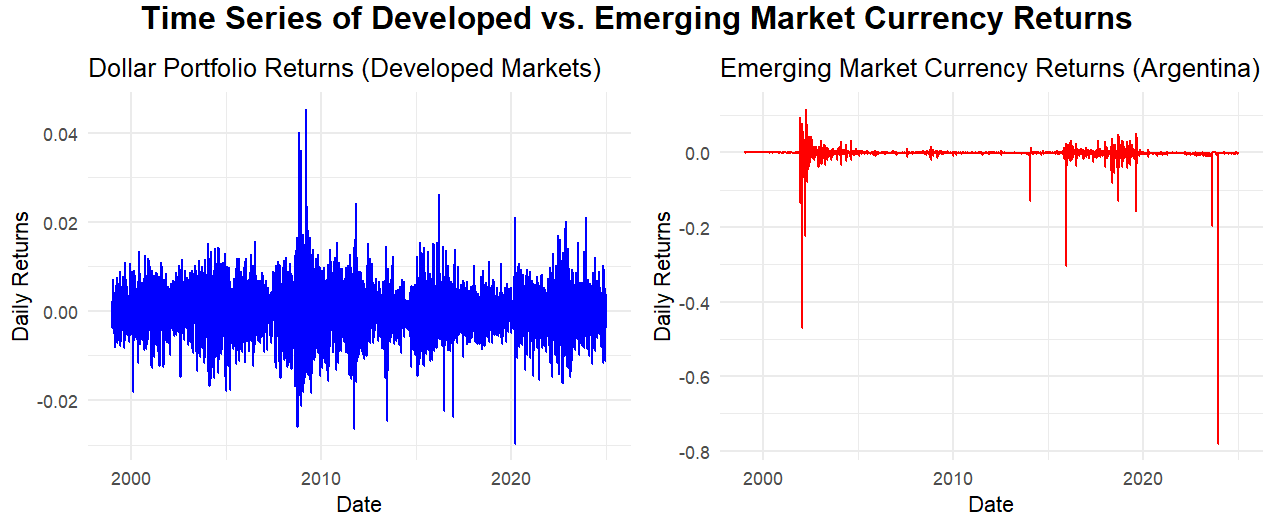 Time Series of Developed vs. Emerging Market Currency Returns
Dollar Portfolio Returns (Developed Markets)
Daily Returns
0.04
0.02
0.00
-0.02
2000
2010
2020
Date
Emerging Market Currency Returns (Argentina)
Daily Returns
0.0
-0.2
-0.4
-0.6
-0.8
2000
2010
2020
Date